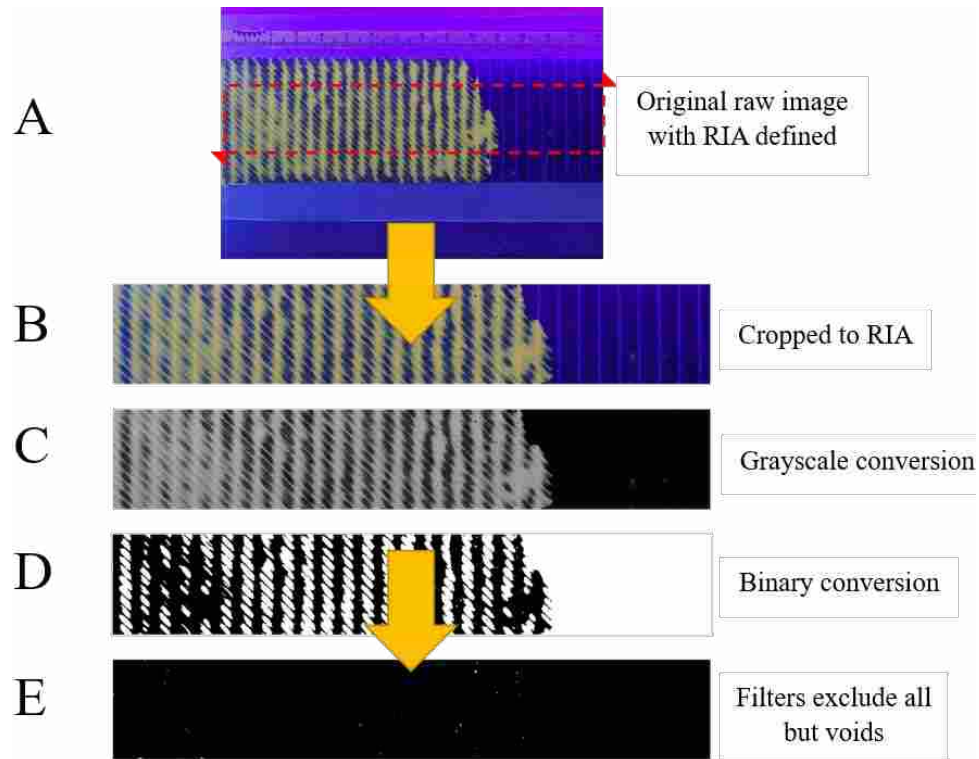 A
Original raw image
with RIA defined
B
Cropped to RIA
C
Grayscale conversion
D
Binary conversion
E
Filters exclude all
but voids